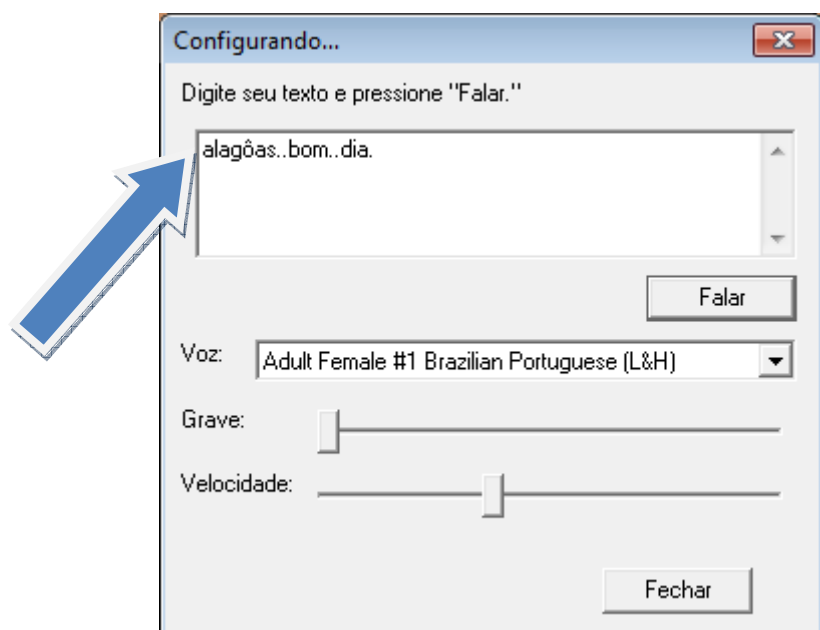 Configurando...
Digite seu texto e pressione "Falar."
alagôas..bom..dia.
Falar
Voz:
Adult Female #1 Brazilian Portuguese (L&H)
Grave:
Velocidade:
Fechar